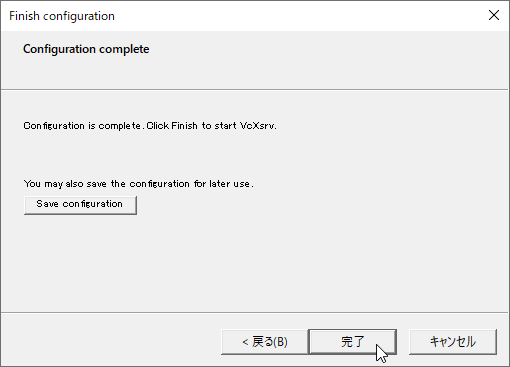 Finish configuration
Configuration complete
Configuration is complete. Click Finish to start VcXsrv.
You may also save the configuration for later use.
Save configuration
< 戻る(B)
完了
キャンセル